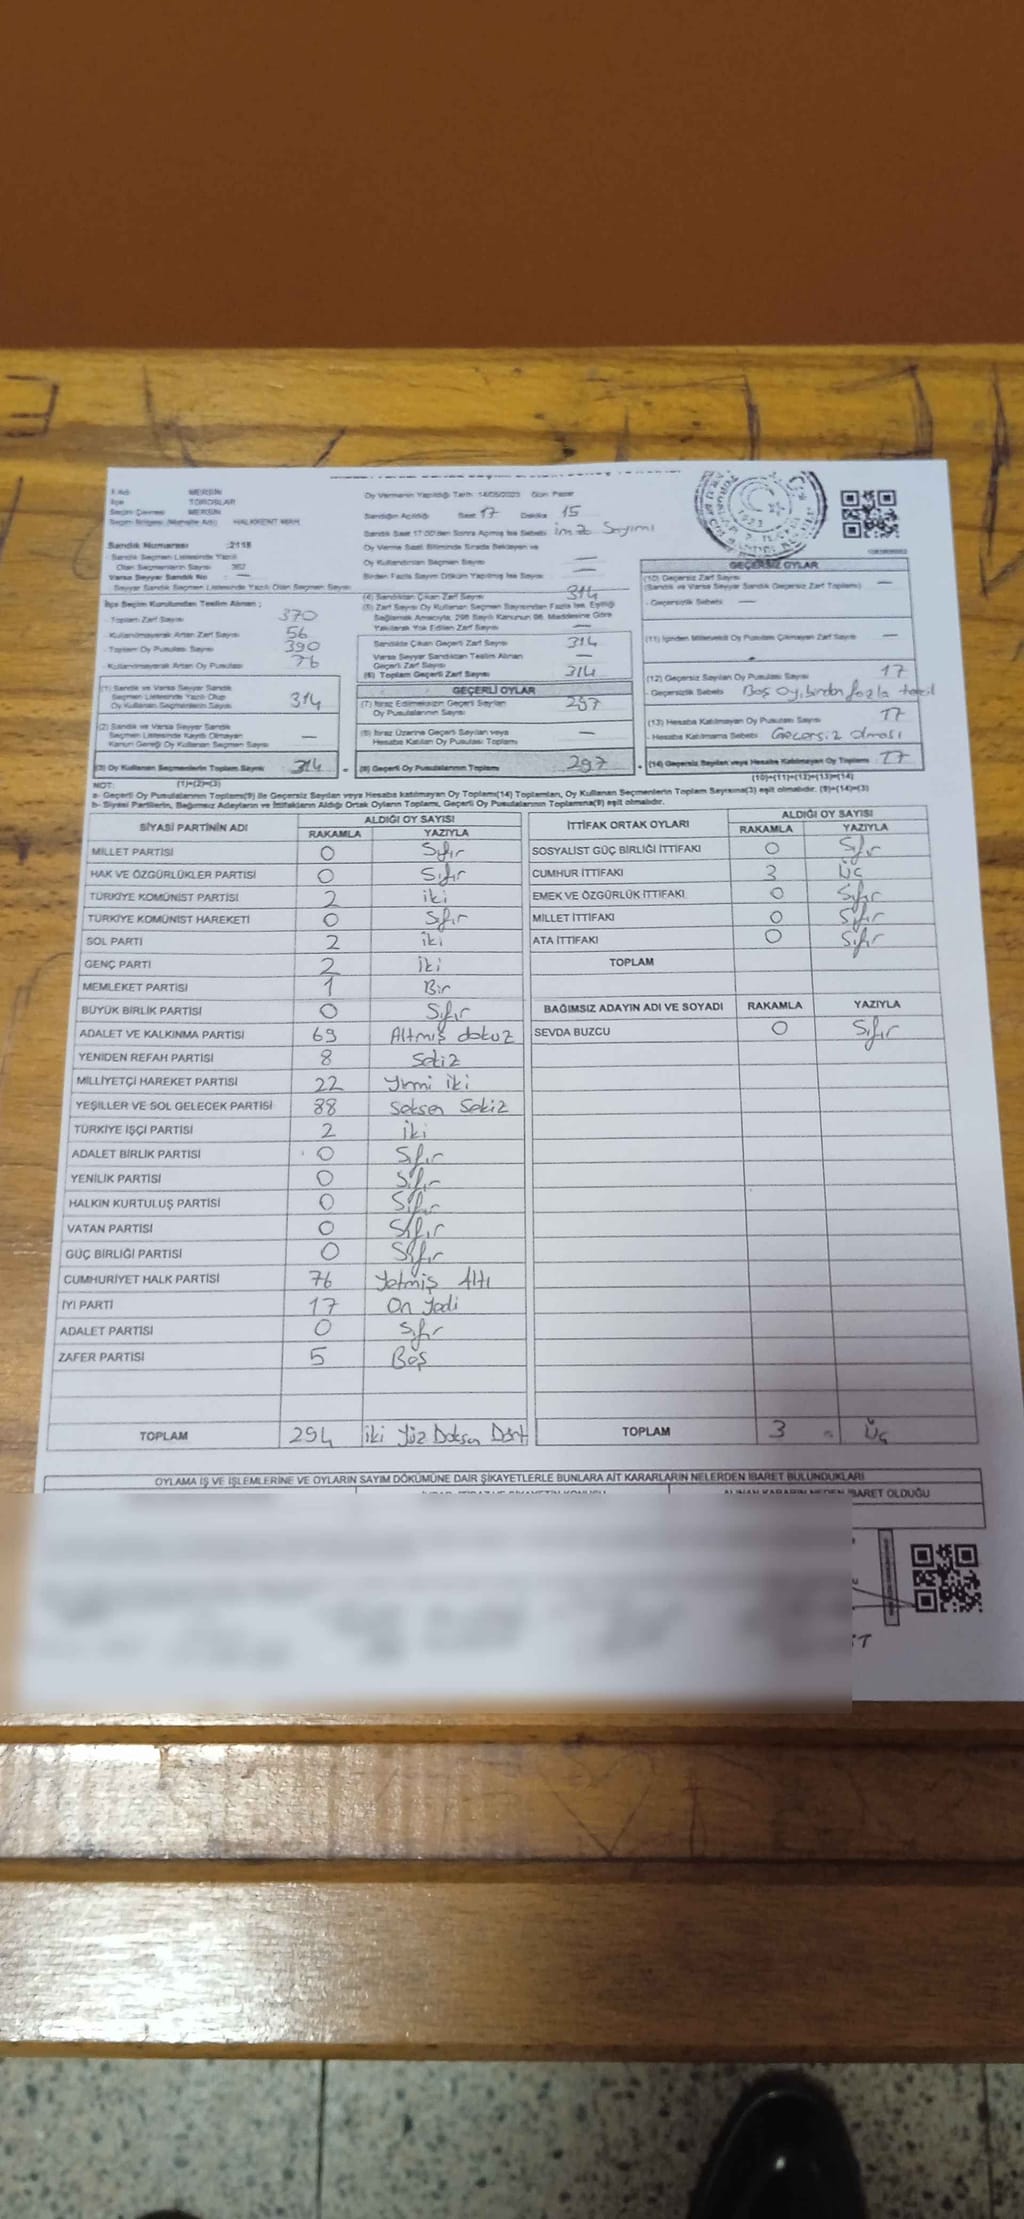 İli Adı MERSİN
İlçe TOROSLAR
Seçim Çevresi MERSİN
Seçim Bölgesi (Mahalle Adı) HALKKENT MAH.
Sandık Numarası :2118
Sandık Seçmen Listesinde Yazılı
Olan Seçmenlerin Sayısı 362
Varsa Seyyar Sandık No —
Seyyar Sandık Seçmen Listesinde Yazılı Olan Seçmen Sayısı
Oy Vermenin Yapıldığı Tarih: 14/05/2023 Gün Pazar
Sandığın Açıldığı Saat 17 Dakika 15
Sandık Saat 17:00'den Sonra Açılmış İse Sebebi imza Sayımı
Oy Verme Saati Bitiminde Sırada Bekleyen ve
Oy Kullandırılan Seçmen Sayısı —
Birden Fazla Sayım Döküm Yapılmış İse Sayısı —
İlçe Seçim Kurulundan Teslim Alınan ;
- Toplam Zarf Sayısı 370
- Kullanılmayarak Artan Zarf Sayısı 56
- Toplam Oy Pusulası Sayısı 390
- Kullanılmayarak Artan Oy Pusulası 76
(1) Sandık ve Varsa Seyyar Sandık
Seçmen Listesinde Yazılı Olup
Oy Kullanan Seçmenlerin Sayısı 314
(2) Sandık ve Varsa Seyyar Sandık
Seçmen Listesinde Kayıtlı Olmayan
Kanun Gereği Oy Kullanan Seçmen Sayısı —
(3) Oy Kullanan Seçmenlerin Toplam Sayısı 314
(1)+(2)=(3)
(4) Sandıktan Çıkan Zarf Sayısı 314
(5) Zarf Sayısı Oy Kullanan Seçmen Sayısından Fazla İse, Eşitliği
Sağlamak Amacıyla, 298 Sayılı Kanunun 98. Maddesine Göre
Yakılarak Yok Edilen Zarf Sayısı —
Sandıkta Çıkan Geçerli Zarf Sayısı 314
Varsa Seyyar Sandıktan Teslim Alınan
Geçerli Zarf Sayısı —
(6) Toplam Geçerli Zarf Sayısı 314
GEÇERLİ OYLAR
(7) İtiraz Edilmeksizin Geçerli Sayılan
Oy Pusulalarının Sayısı 297
(8) İtiraz Üzerine Geçerli Sayılan veya
Hesaba Katılan Oy Pusulası Toplamı —
(9) Geçerli Oy Pusulalarının Toplamı 297
GEÇERSİZ OYLAR
(10) Geçersiz Zarf Sayısı
(Sandık ve Varsa Seyyar Sandık Geçersiz Zarf Toplamı) —
- Geçersizlik Sebebi —
(11) İçinden Milletvekili Oy Pusulası Çıkmayan Zarf Sayısı —
(12) Geçersiz Sayılan Oy Pusulası Sayısı 17
- Geçersizlik Sebebi Boş Oy, birden fazla tercil
(13) Hesaba Katılmayan Oy Pusulası Sayısı 17
- Hesaba Katılmama Sebebi Geçersiz olması
(14) Geçersiz Sayılan veya Hesaba Katılmayan Oy Toplamı 17
(10)+(11)+(12)+(13)=(14)
NOT:
a- Geçerli Oy Pusulalarının Toplamı(9) ile Geçersiz Sayılan veya Hesaba katılmayan Oy Toplamı(14) Toplamları, Oy Kullanan Seçmenlerin Toplam Sayısına(3) eşit olmalıdır. (9)+(14)=(3)
b- Siyasi Partilerin, Bağımsız Adayların ve İttifakların Aldığı Ortak Oyların Toplamı, Geçerli Oy Pusulalarının Toplamına(9) eşit olmalıdır.
SİYASİ PARTİNİN ADI ALDIĞI OY SAYISI
RAKAMLA YAZIYLA
MİLLET PARTİSİ 0 Sıfır
HAK VE ÖZGÜRLÜKLER PARTİSİ 0 Sıfır
TÜRKİYE KOMÜNİST PARTİSİ 2 iki
TÜRKİYE KOMÜNİST HAREKETİ 0 Sıfır
SOL PARTİ 2 iki
GENÇ PARTİ 2 İki
MEMLEKET PARTİSİ 1 Bir
BÜYÜK BİRLİK PARTİSİ 0 Sıfır
ADALET VE KALKINMA PARTİSİ 69 Altmış dokuz
YENİDEN REFAH PARTİSİ 8 Sekiz
MİLLİYETÇİ HAREKET PARTİSİ 22 Yirmi iki
YEŞİLLER VE SOL GELECEK PARTİSİ 88 Seksen Sekiz
TÜRKİYE İŞÇİ PARTİSİ 2 iki
ADALET BİRLİK PARTİSİ 0 Sıfır
YENİLİK PARTİSİ 0 Sıfır
HALKIN KURTULUŞ PARTİSİ 0 Sıfır
VATAN PARTİSİ 0 Sıfır
GÜÇ BİRLİĞİ PARTİSİ 0 Sıfır
CUMHURİYET HALK PARTİSİ 76 Yetmiş Altı
İYİ PARTİ 17 On Yedi
ADALET PARTİSİ 0 Sıfır
ZAFER PARTİSİ 5 Beş
TOPLAM 294 iki Yüz Doksan Dört
İTTİFAK ORTAK OYLARI ALDIĞI OY SAYISI
RAKAMLA YAZIYLA
SOSYALİST GÜÇ BİRLİĞİ İTTİFAKI 0 Sıfır
CUMHUR İTTİFAKI 3 Üç
EMEK VE ÖZGÜRLÜK İTTİFAKI 0 Sıfır
MİLLET İTTİFAKI 0 Sıfır
ATA İTTİFAKI 0 Sıfır
TOPLAM
BAĞIMSIZ ADAYIN ADI VE SOYADI RAKAMLA YAZIYLA
SEVDA BUZCU 0 Sıfır
TOPLAM 3 Üç
OYLAMA İŞ VE İŞLEMLERİNE VE OYLARIN SAYIM DÖKÜMÜNE DAİR ŞİKAYETLERLE BUNLARA AİT KARARLARIN NELERDEN İBARET BULUNDUKLARI
ALINAN KARARIN NEDEN İBARET OLDUĞU